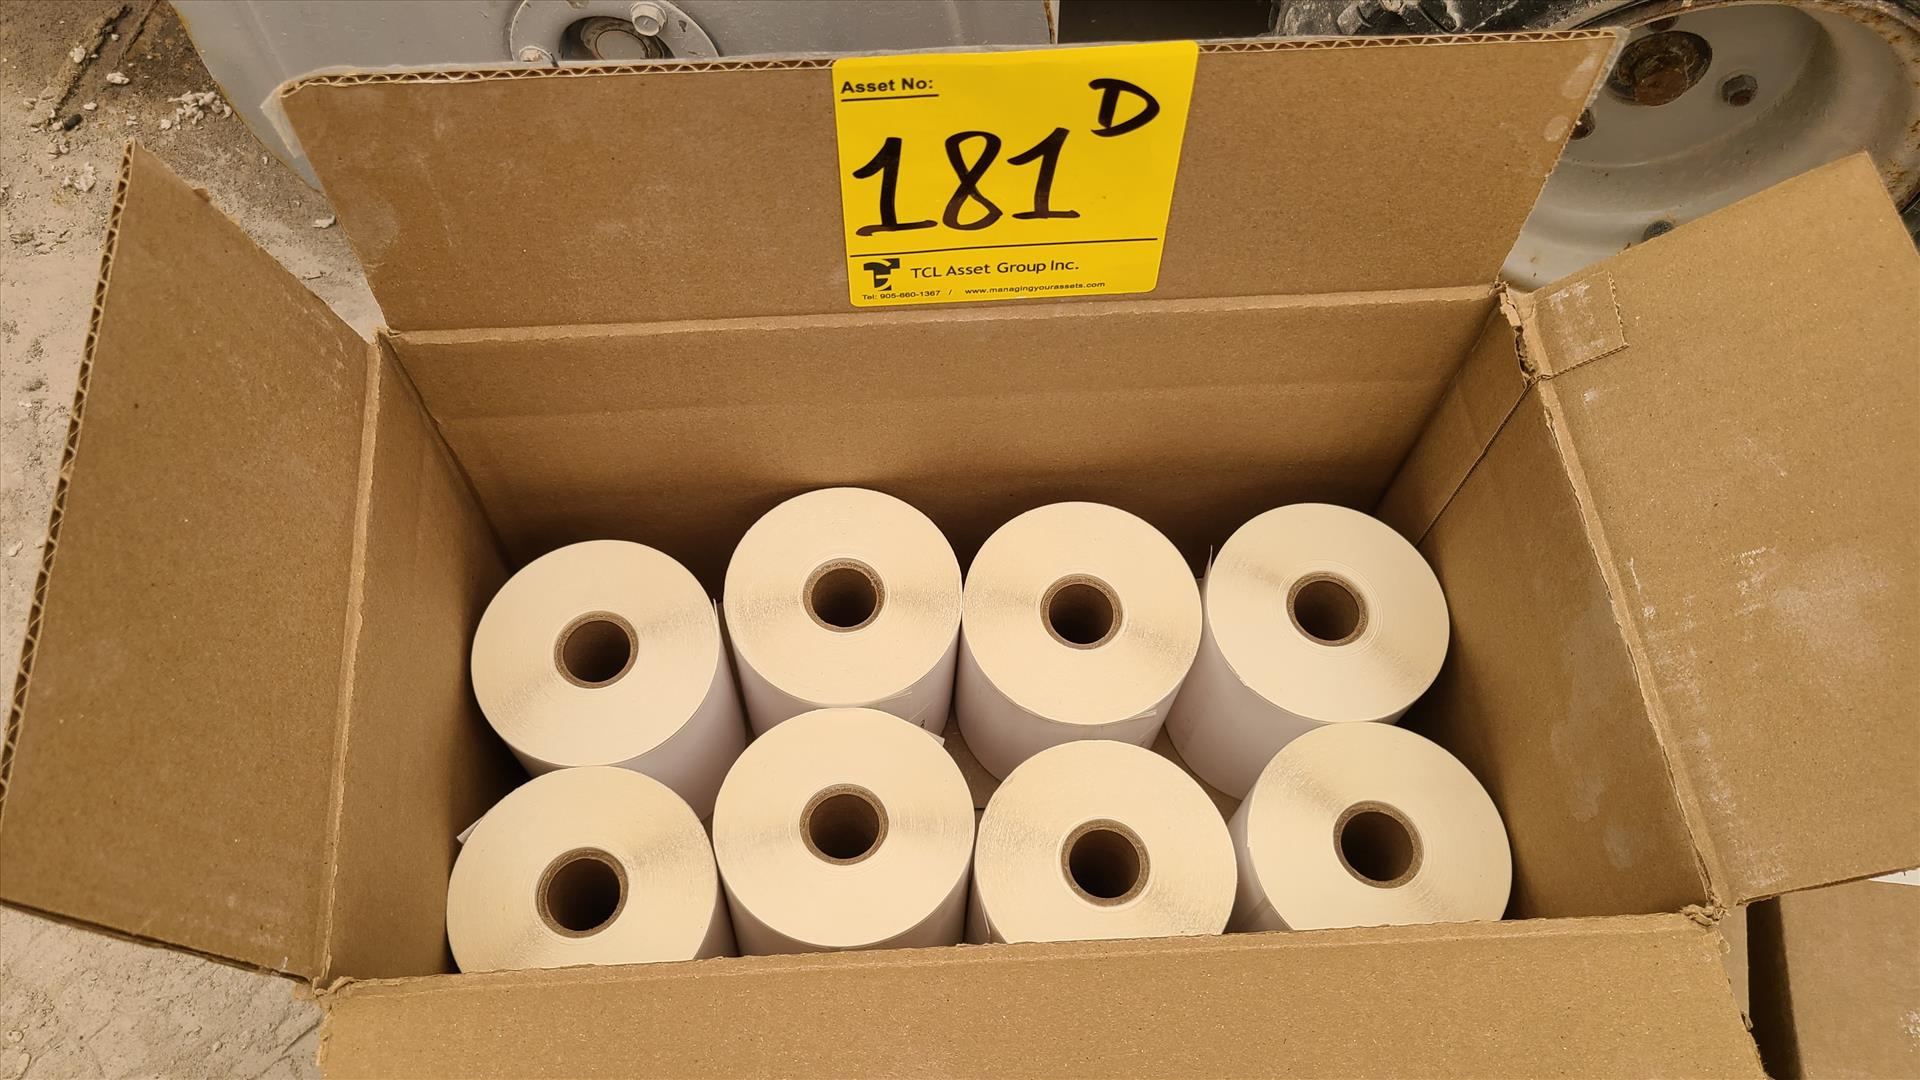 Asset No:
181 D
TCL Asset Group Inc.
Tel: 905-660-1367 / www.managingyourassets.com